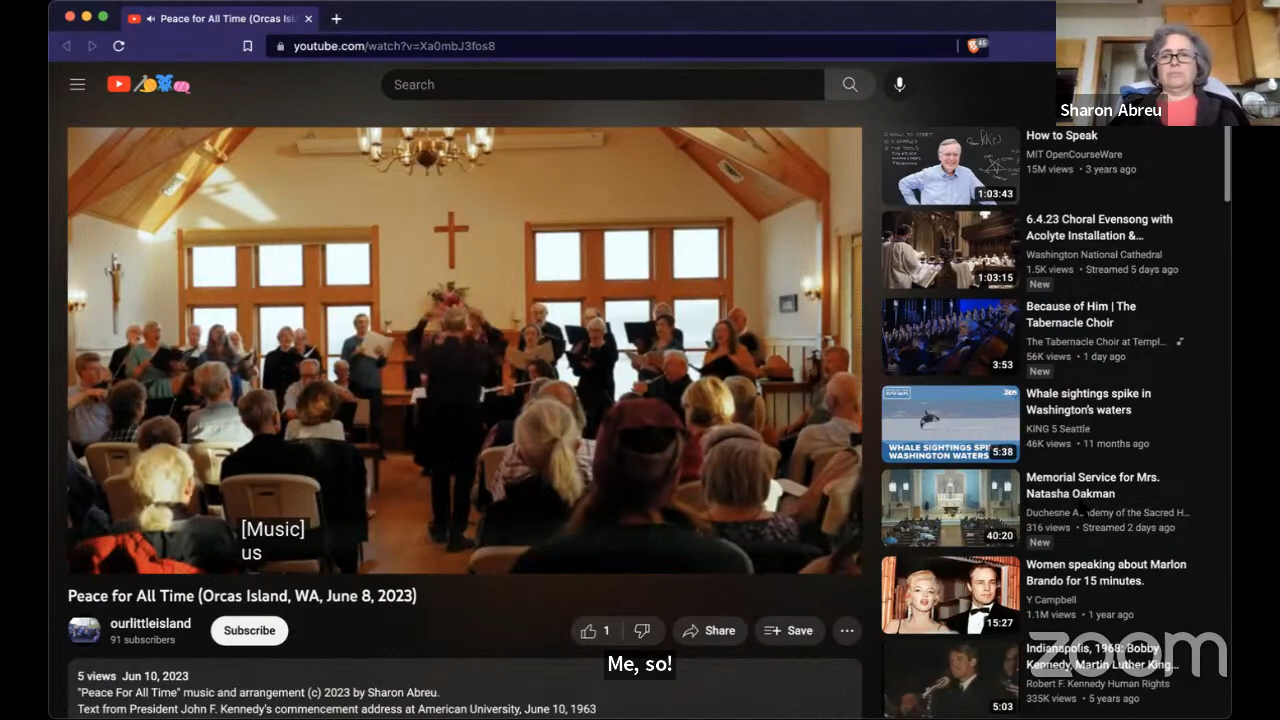 Peace for All Time (Orcas Isl
youtube.com/watch?v=Xa0mbJ3fos8
45
Search
Sharon Abreu
[Music]
us
Peace for All Time (Orcas Island, WA, June 8, 2023)
ourlittleisland
91 subscribers
Subscribe
1
Share
Save
Me, so!
5 views Jun 10, 2023
"Peace For All Time" music and arrangement (c) 2023 by Sharon Abreu.
Text from President John F. Kennedy's commencement address at American University, June 10, 1963
1:03:43
How to Speak
MIT OpenCourseWare
15M views • 3 years ago
1:03:15
6.4.23 Choral Evensong with
Acolyte Installation &...
Washington National Cathedral
1.5K views • Streamed 5 days ago
New
3:53
Because of Him | The
Tabernacle Choir
The Tabernacle Choir at Templ...
56K views • 1 day ago
New
WHALE SIGHTINGS SPI
WASHINGTON WATERS
5:38
Whale sightings spike in
Washington's waters
KING 5 Seattle
46K views • 11 months ago
40:20
Memorial Service for Mrs.
Natasha Oakman
Duchesne A demy of the Sacred H...
316 views • Streamed 2 days ago
New
15:27
Women speaking about Marlon
Brando for 15 minutes.
Y Campbell
1.1M views • 1 year ago
zoom
5:03
Indianapolis, 1968: Bobby
Kennedy, Martin Luther King...
Robert F. Kennedy Human Rights
335K views • 5 years ago